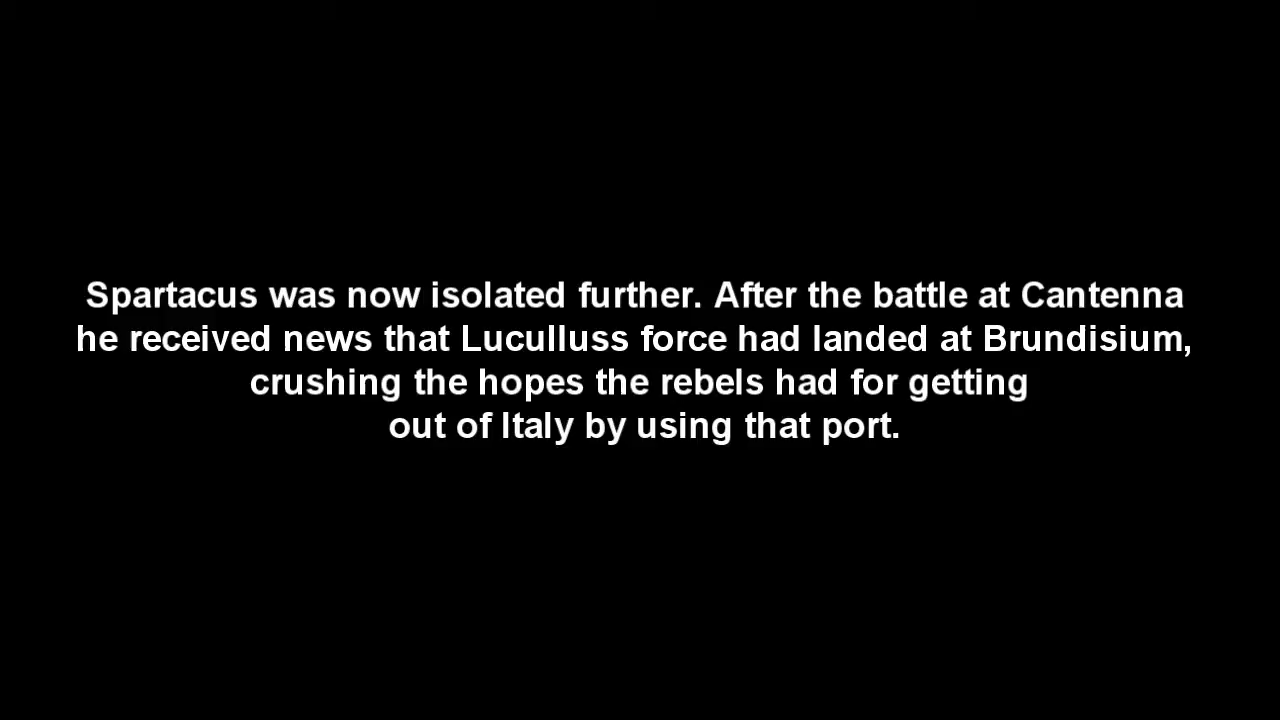 Spartacus was now isolated further. After the battle at Cantenna
he received news that Luculluss force had landed at Brundisium,
crushing the hopes the rebels had for getting
out of Italy by using that port.